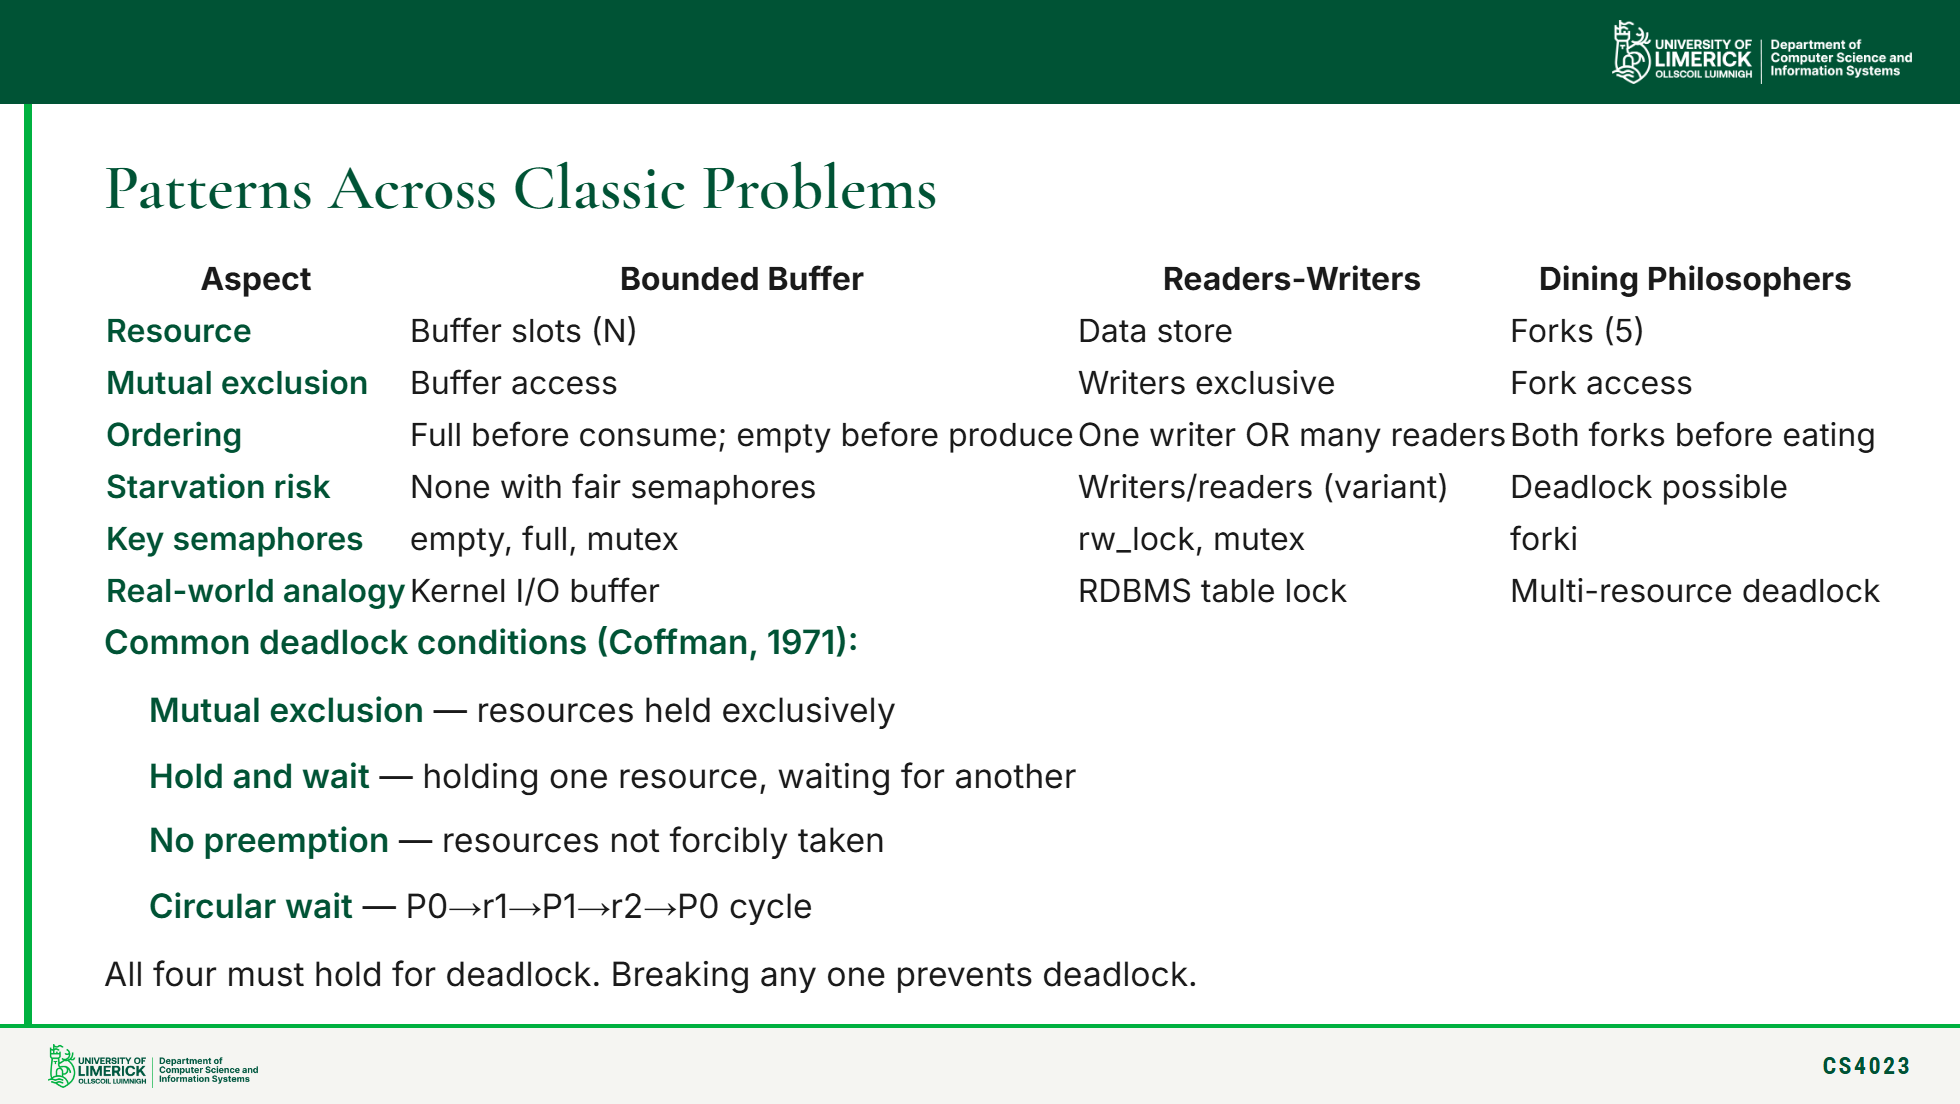 UNIVERSITY OF
LIMERICK
OLLSCOIL LUIMNIGH
Department of
Computer Science and
Information Systems
Patterns Across Classic Problems
Aspect Bounded Buffer Readers-Writers Dining Philosophers
Resource Buffer slots (N) Data store Forks (5)
Mutual exclusion Buffer access Writers exclusive Fork access
Ordering Full before consume; empty before produce One writer OR many readers Both forks before eating
Starvation risk None with fair semaphores Writers/readers (variant) Deadlock possible
Key semaphores empty, full, mutex rw_lock, mutex forki
Real-world analogy Kernel I/O buffer RDBMS table lock Multi-resource deadlock
Common deadlock conditions (Coffman, 1971):
Mutual exclusion — resources held exclusively
Hold and wait — holding one resource, waiting for another
No preemption — resources not forcibly taken
Circular wait — P0→r1→P1→r2→P0 cycle
All four must hold for deadlock. Breaking any one prevents deadlock.
UNIVERSITY OF
LIMERICK
OLLSCOIL LUIMNIGH
Department of
Computer Science and
Information Systems
CS4023